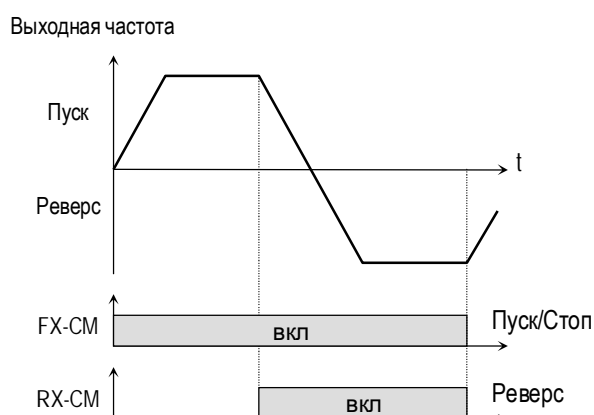 Выходная частота
Пуск
t
Реверс
FX-CM
вкл
Пуск/Стоп
RX-CM
вкл
Реверс